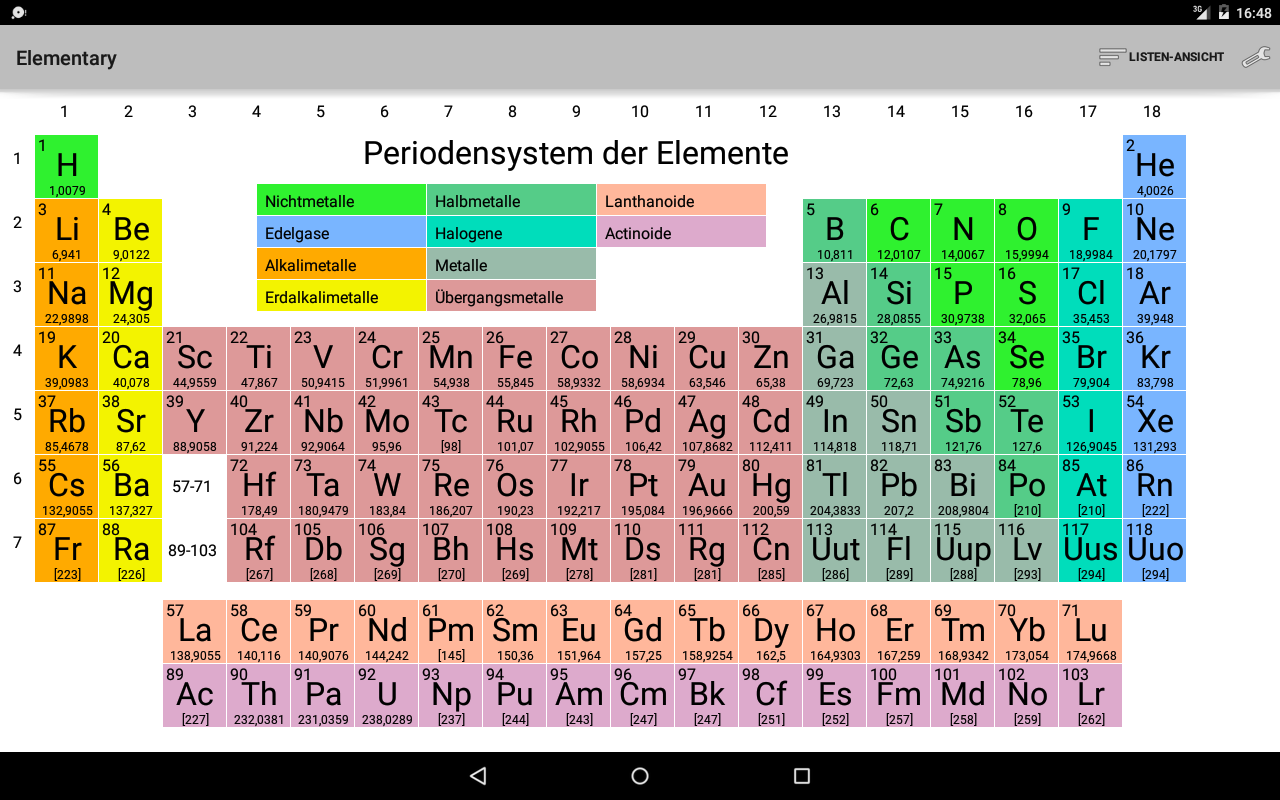 3G 16:48
Elementary LISTEN-ANSICHT
1 2 3 4 5 6 7 8 9 10 11 12 13 14 15 16 17 18
Periodensystem der Elemente
1 1 2
H He
1,0079 4,0026
Nichtmetalle Halbmetalle Lanthanoide
Edelgase Halogene Actinoide
Alkalimetalle Metalle
Erdalkalimetalle Übergangsmetalle
2 3 4 5 6 7 8 9 10
Li Be B C N O F Ne
6,941 9,0122 10,811 12,0107 14,0067 15,9994 18,9984 20,1797
3 11 12 13 14 15 16 17 18
Na Mg Al Si P S Cl Ar
22,9898 24,305 26,9815 28,0855 30,9738 32,065 35,453 39,948
4 19 20 21 22 23 24 25 26 27 28 29 30 31 32 33 34 35 36
K Ca Sc Ti V Cr Mn Fe Co Ni Cu Zn Ga Ge As Se Br Kr
39,0983 40,078 44,9559 47,867 50,9415 51,9961 54,938 55,845 58,9332 58,6934 63,546 65,38 69,723 72,63 74,9216 78,96 79,904 83,798
5 37 38 39 40 41 42 43 44 45 46 47 48 49 50 51 52 53 54
Rb Sr Y Zr Nb Mo Tc Ru Rh Pd Ag Cd In Sn Sb Te I Xe
85,4678 87,62 88,9058 91,224 92,9064 95,96 [98] 101,07 102,9055 106,42 107,8682 112,411 114,818 118,71 121,76 127,6 126,9045 131,293
6 55 56 72 73 74 75 76 77 78 79 80 81 82 83 84 85 86
Cs Ba 57-71 Hf Ta W Re Os Ir Pt Au Hg Tl Pb Bi Po At Rn
132,9055 137,327 178,49 180,9479 183,84 186,207 190,23 192,217 195,084 196,9666 200,59 204,3833 207,2 208,9804 [210] [210] [222]
7 87 88 104 105 106 107 108 109 110 111 112 113 114 115 116 117 118
Fr Ra 89-103 Rf Db Sg Bh Hs Mt Ds Rg Cn Uut Fl Uup Lv Uus Uuo
[223] [226] [267] [268] [269] [270] [269] [278] [281] [281] [285] [286] [289] [288] [293] [294] [294]
57 58 59 60 61 62 63 64 65 66 67 68 69 70 71
La Ce Pr Nd Pm Sm Eu Gd Tb Dy Ho Er Tm Yb Lu
138,9055 140,116 140,9076 144,242 [145] 150,36 151,964 157,25 158,9254 162,5 164,9303 167,259 168,9342 173,054 174,9668
89 90 91 92 93 94 95 96 97 98 99 100 101 102 103
Ac Th Pa U Np Pu Am Cm Bk Cf Es Fm Md No Lr
[227] 232,0381 231,0359 238,0289 [237] [244] [243] [247] [247] [251] [252] [257] [258] [259] [262]